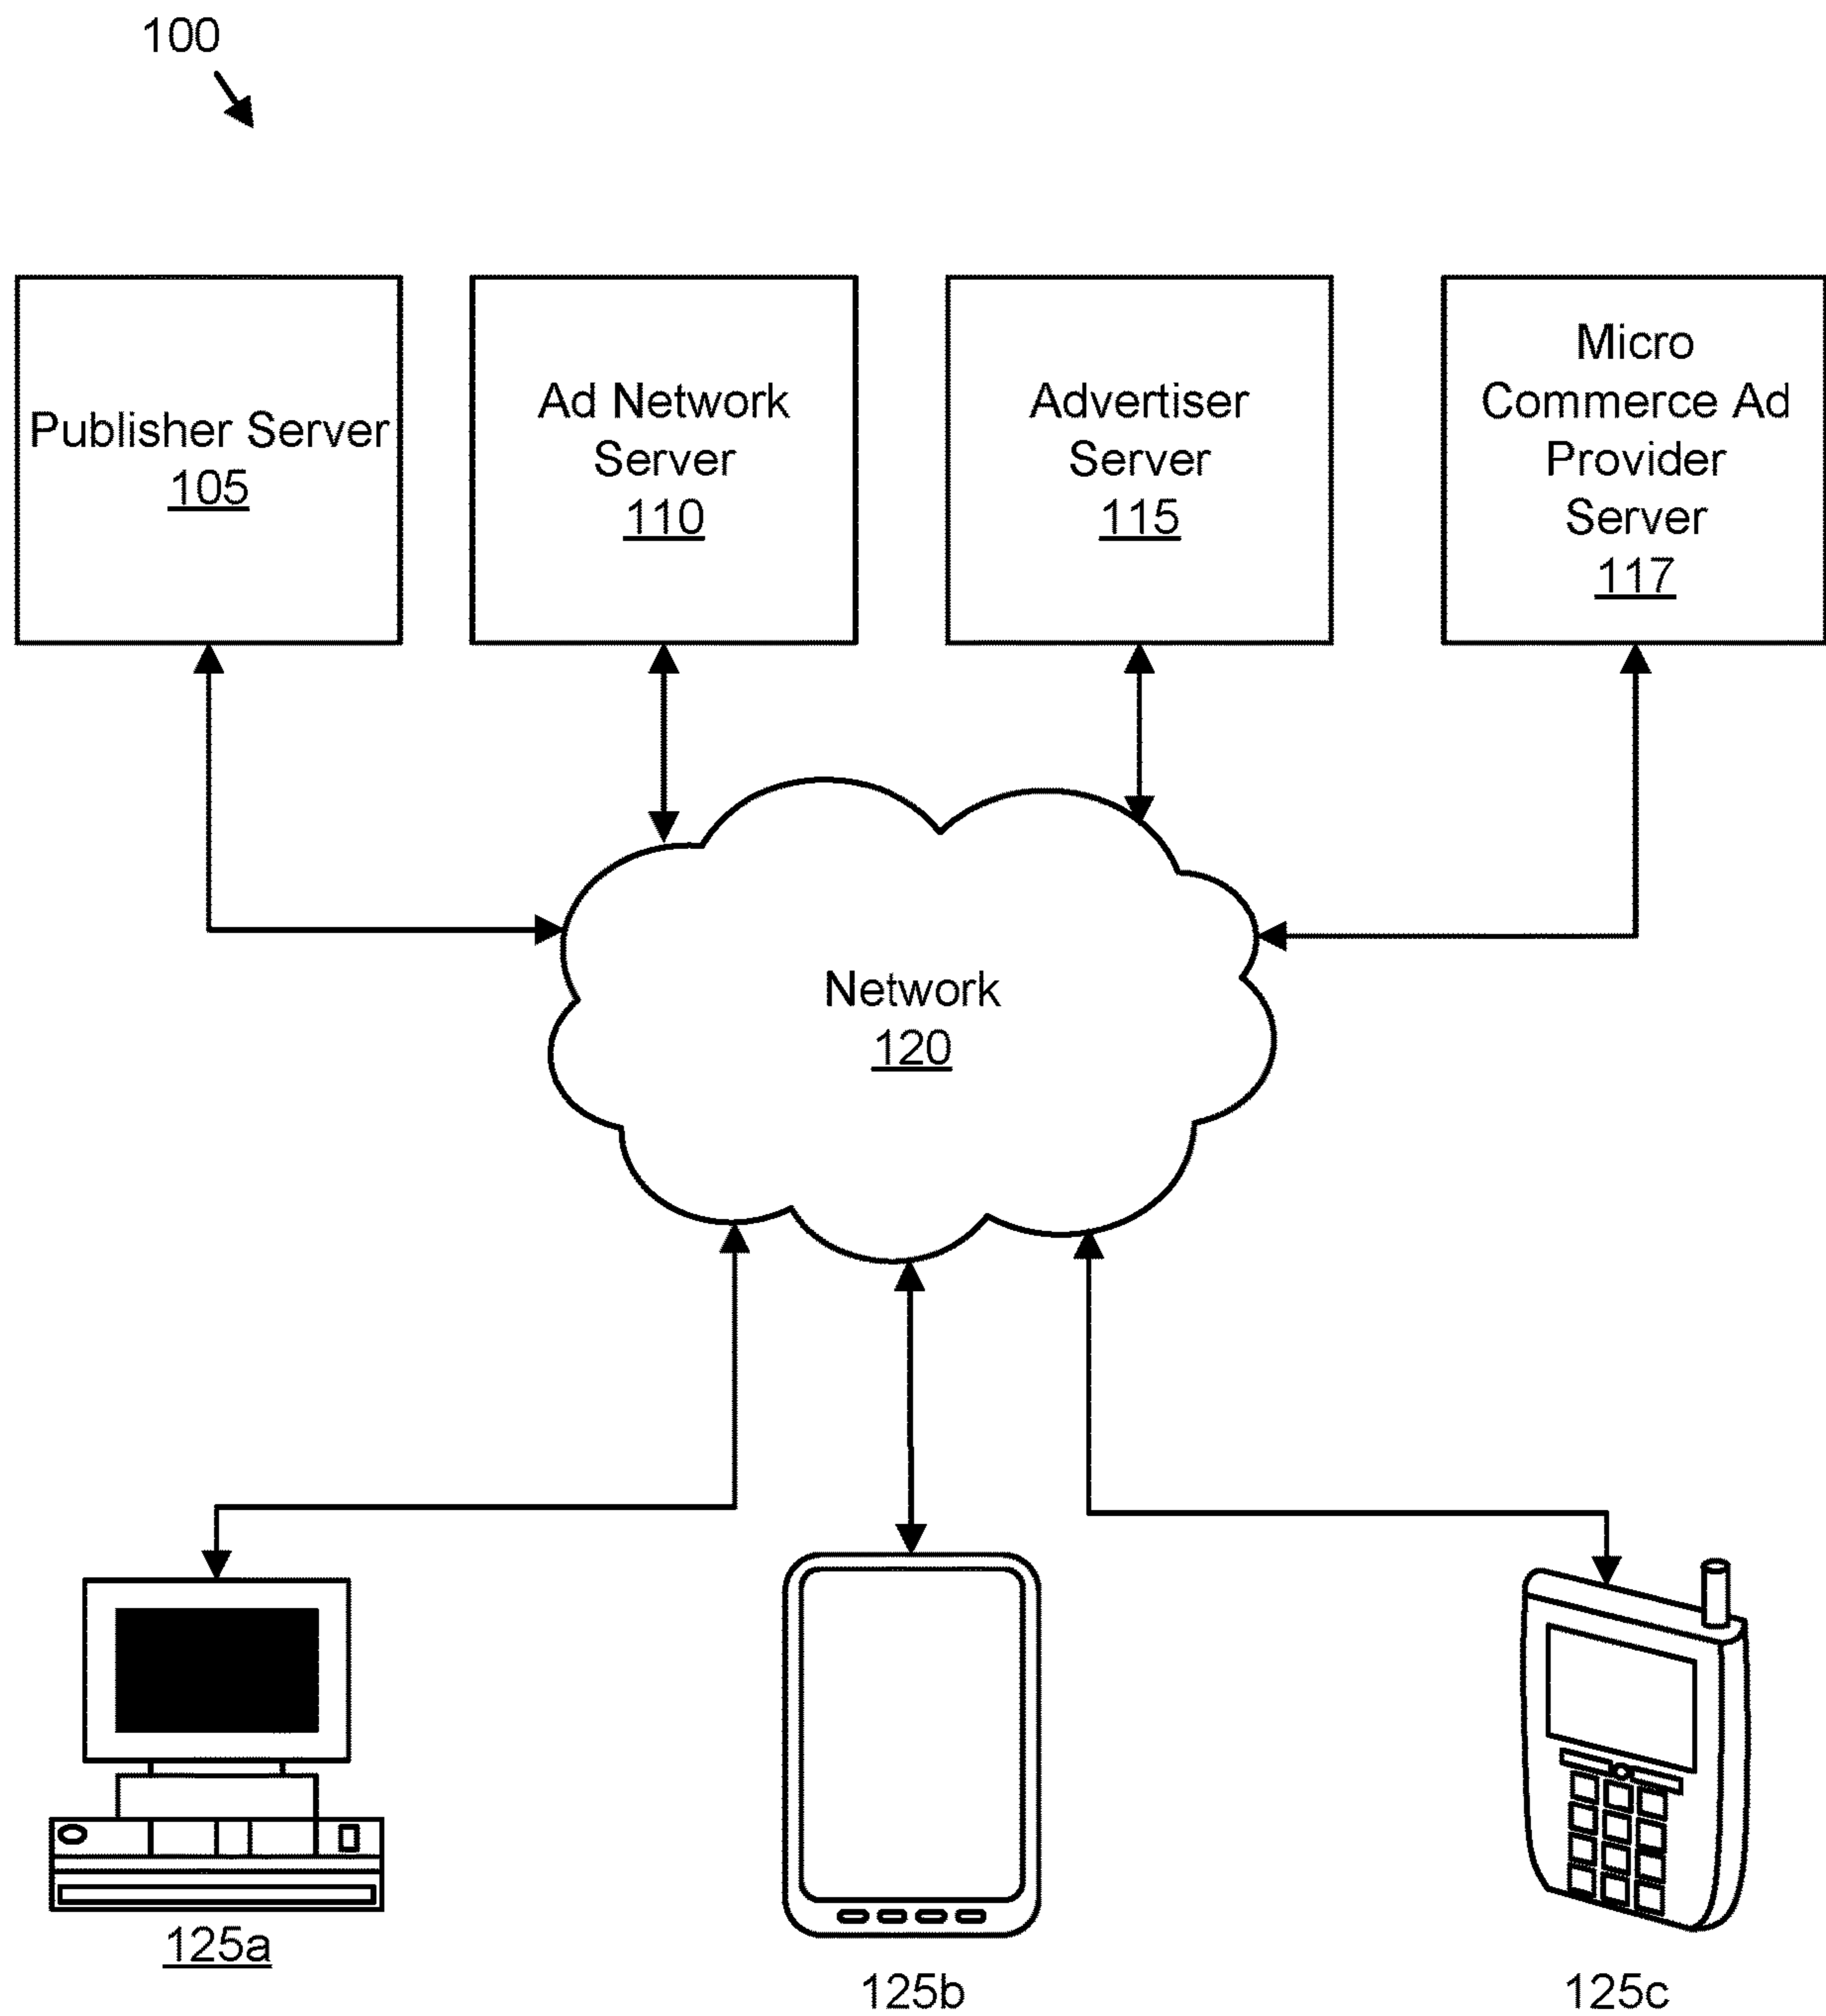 100
Publisher Server
105
Ad Network
Server
110
Advertiser
Server
115
Micro
Commerce Ad
Provider
Server
117
Network
120
125a
125b
125c